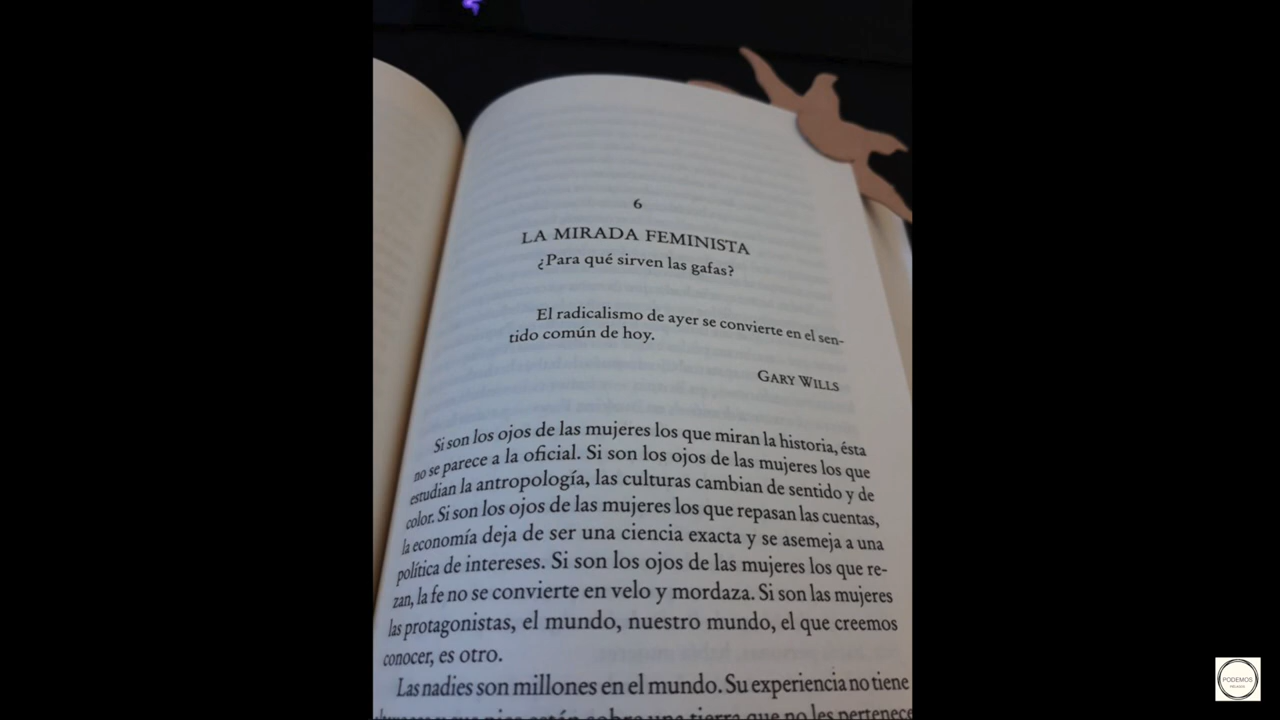 6
LA MIRADA FEMINISTA
¿Para qué sirven las gafas?
El radicalismo de ayer se convierte en el sen-
tido común de hoy.
GARY WILLS
Si son los ojos de las mujeres los que miran la historia, ésta
no se parece a la oficial. Si son los ojos de las mujeres los que
estudian la antropología, las culturas cambian de sentido y de
color. Si son los ojos de las mujeres los que repasan las cuentas,
la economía deja de ser una ciencia exacta y se asemeja a una
política de intereses. Si son los ojos de las mujeres los que re-
zan, la fe no se convierte en velo y mordaza. Si son las mujeres
las protagonistas, el mundo, nuestro mundo, el que creemos
conocer, es otro.
Las nadies son millones en el mundo. Su experiencia no tiene
una tierra que no les pertenece
PODEMOS